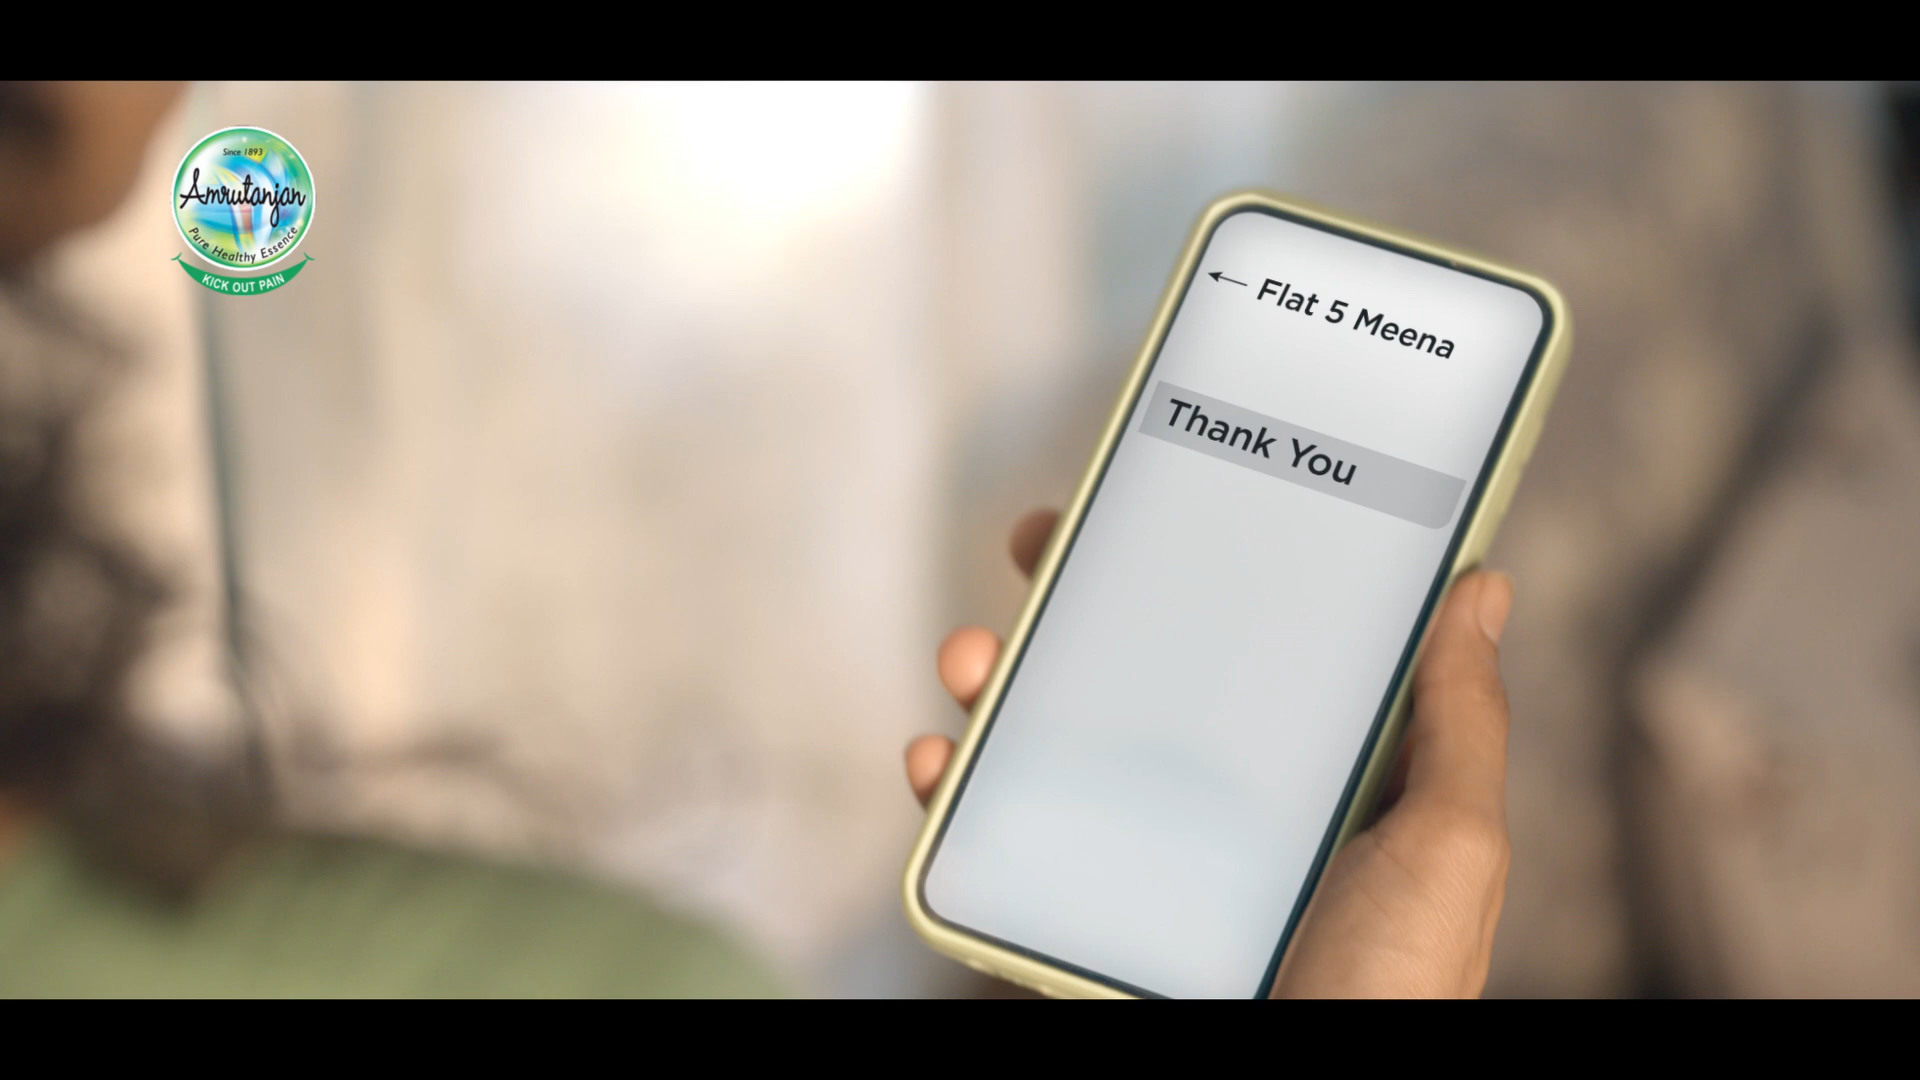 Since 1893
Amrutanjan
Pure Healthy Essence
KICK OUT PAIN
← Flat 5 Meena
Thank You